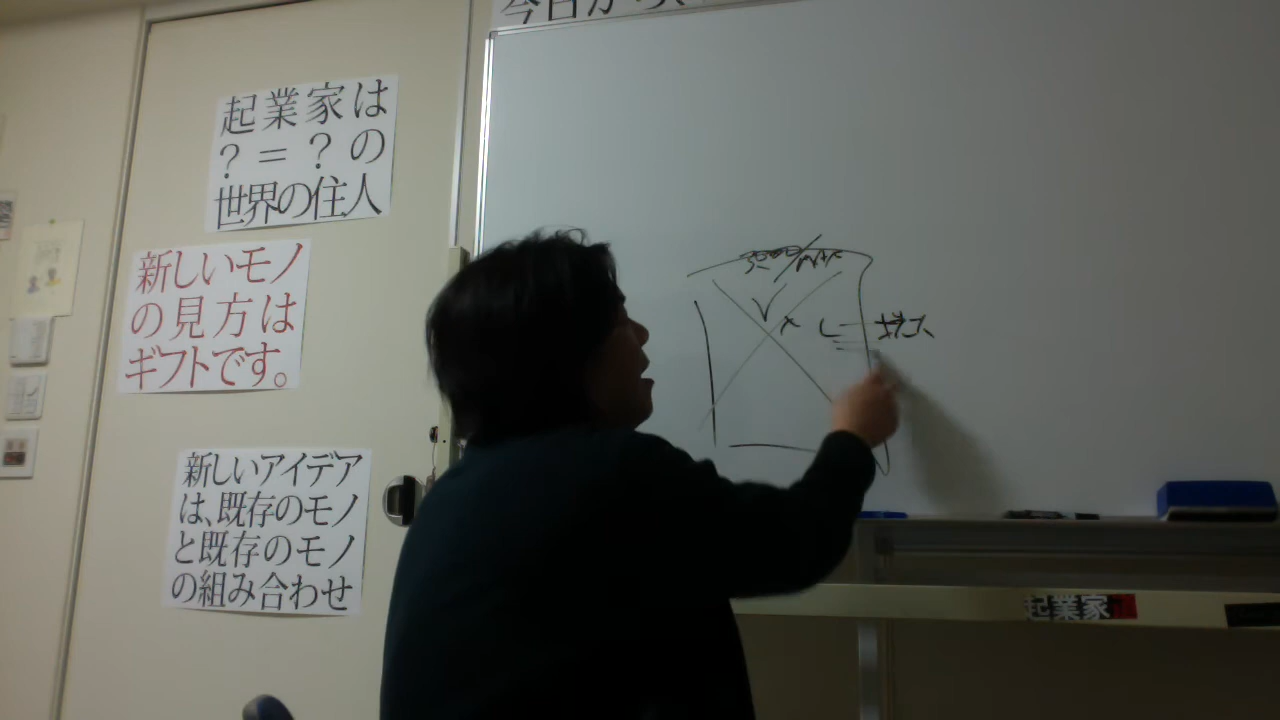 起業家は
？＝？の
世界の住人
新しいモノ
の見方は
ギフトです。
新しいアイデア
は、既存のモノ
と既存のモノ
の組み合わせ
起業家